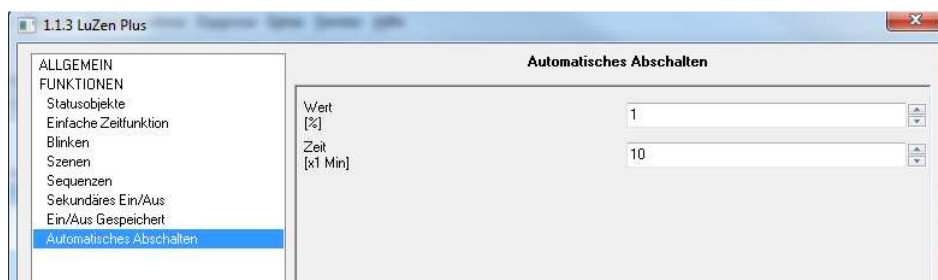 1.1.3 LuZen Plus
ALLGEMEIN
FUNKTIONEN
Statusobjekte
Einfache Zeitfunktion
Blinken
Szenen
Sequenzen
Sekundäres Ein/Aus
Ein/Aus Gespeichert
Automatisches Abschalten
Automatisches Abschalten
Wert
[%]
1
Zeit
[x1 Min]
10